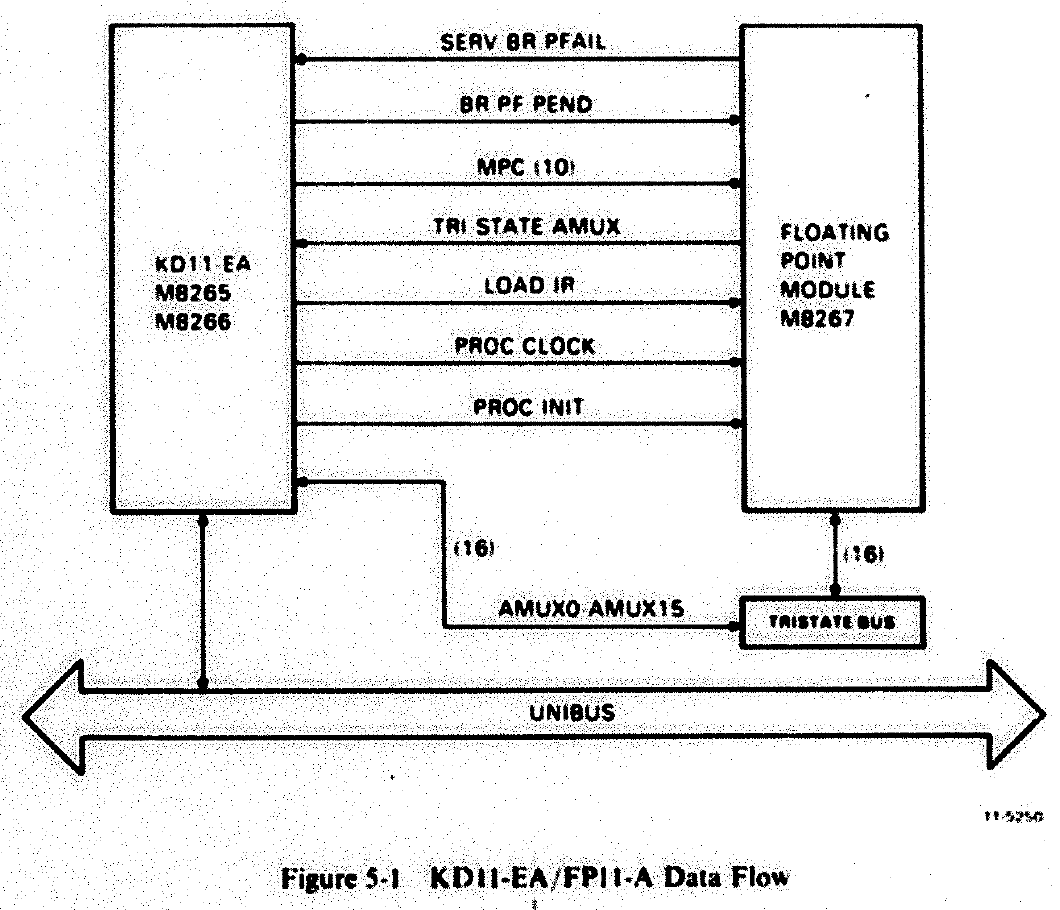 SERV BR PFAIL
BR PF PEND
MPC (10)
TRI STATE AMUX
LOAD IR
PROC CLOCK
PROC INIT
KD11-EA
M8265
M8266
FLOATING
POINT
MODULE
M8267
(16)
(16)
AMUX0-AMUX15
TRISTATE BUS
UNIBUS
11-5250
Figure 5-1 KD11-EA/FP11-A Data Flow